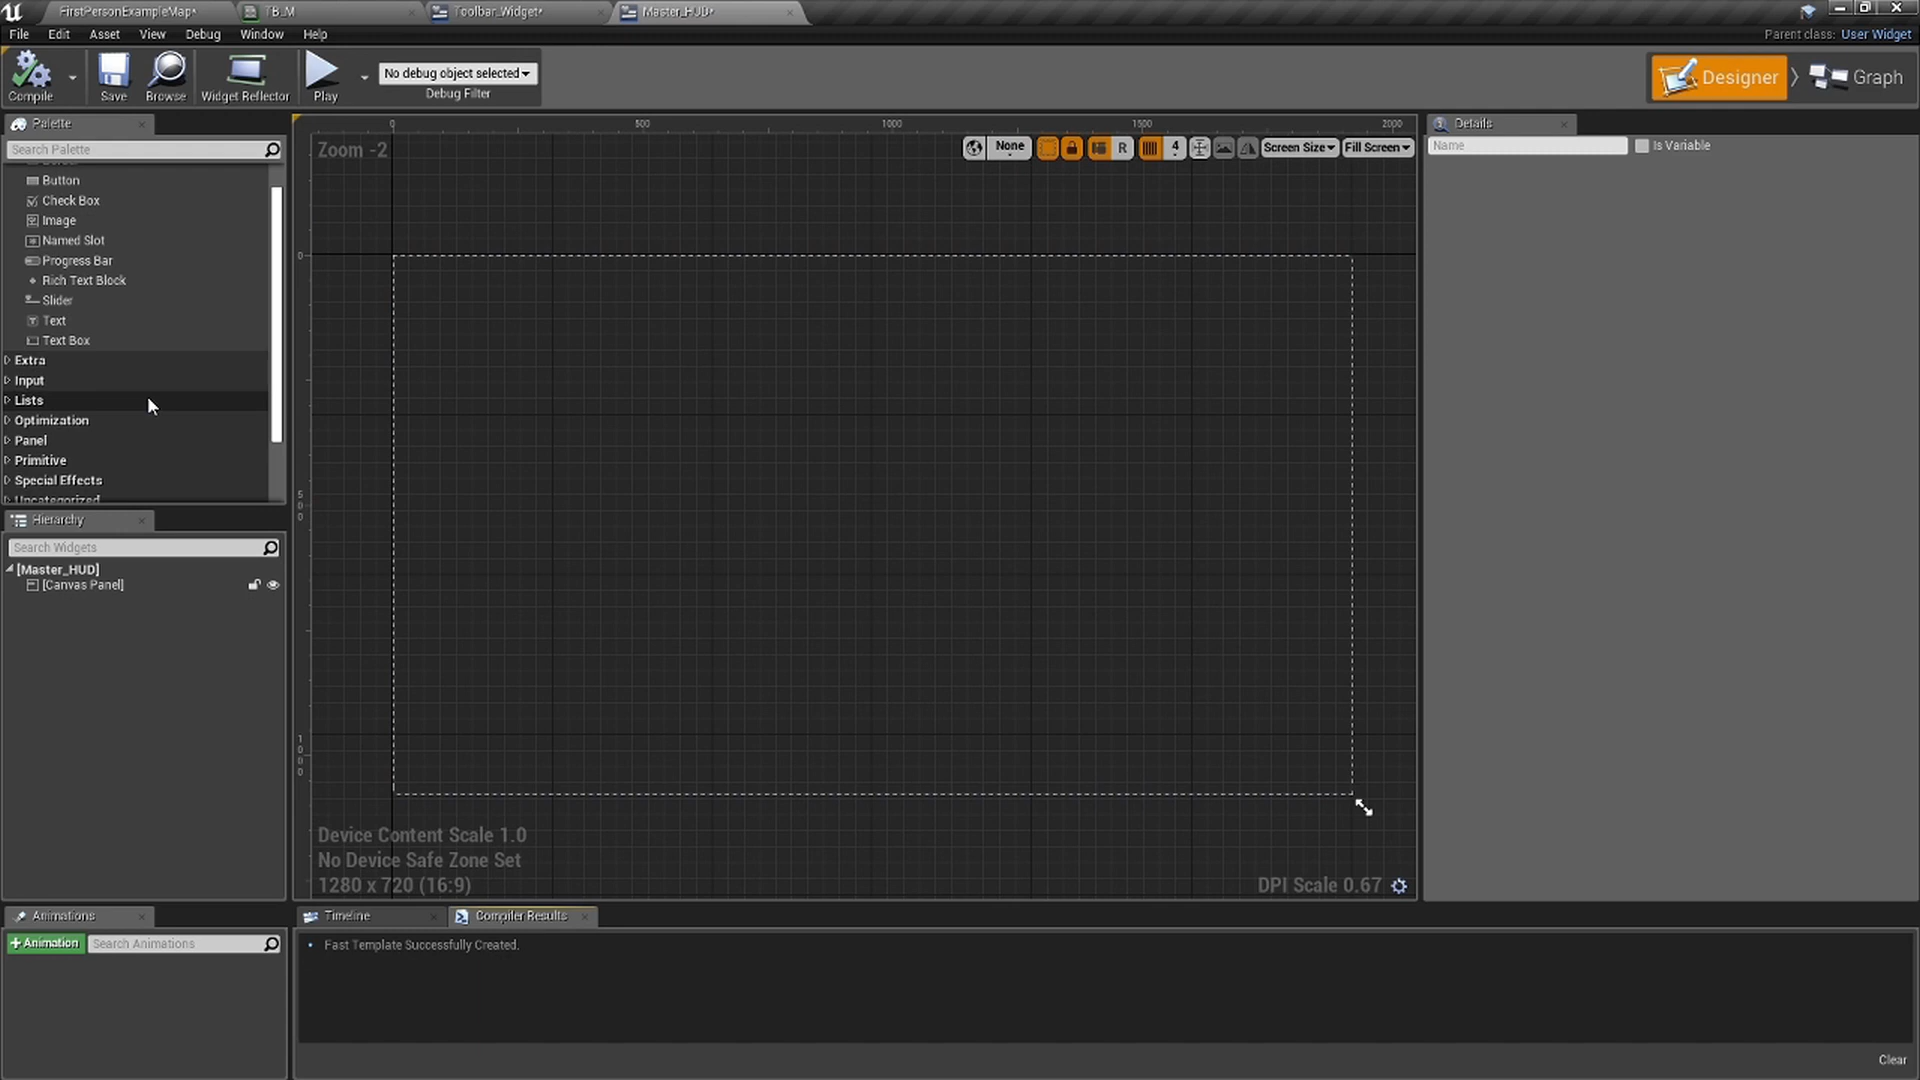 FirstPersonExampleMap*
TB_M
Toolbar_Widget*
Master_HUD*
File Edit Asset View Debug Window Help
Parent class: User Widget
Compile
Save
Browse
Widget Reflector
Play
No debug object selected
Debug Filter
Designer
Graph
Palette
Search Palette
Button
Check Box
Image
Named Slot
Progress Bar
Rich Text Block
Slider
Text
Text Box
Extra
Input
Lists
Optimization
Panel
Primitive
Special Effects
Uncategorized
Hierarchy
Search Widgets
[Master_HUD]
[Canvas Panel]
Animations
+Animation
Search Animations
0 500 1000 1500 2000
Zoom -2
None
R
4
Screen Size
Fill Screen
0
500
1000
Device Content Scale 1.0
No Device Safe Zone Set
1280 x 720 (16:9)
DPI Scale 0.67
Details
Name
Is Variable
Timeline
Compiler Results
Fast Template Successfully Created.
Clear